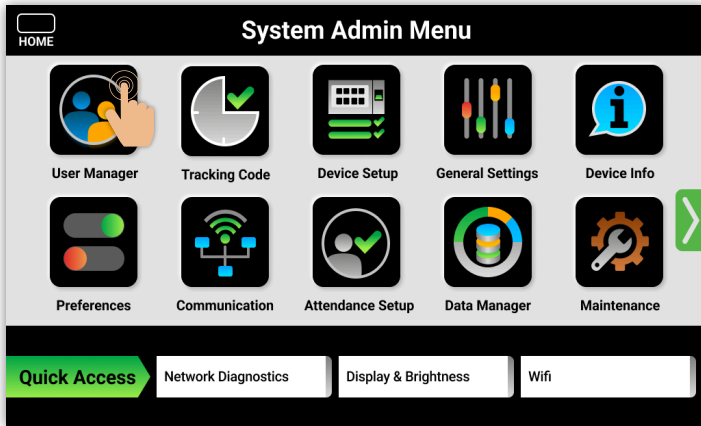 HOME
System Admin Menu
User Manager
Tracking Code
Device Setup
General Settings
Device Info
Preferences
Communication
Attendance Setup
Data Manager
Maintenance
Quick Access
Network Diagnostics
Display & Brightness
Wifi